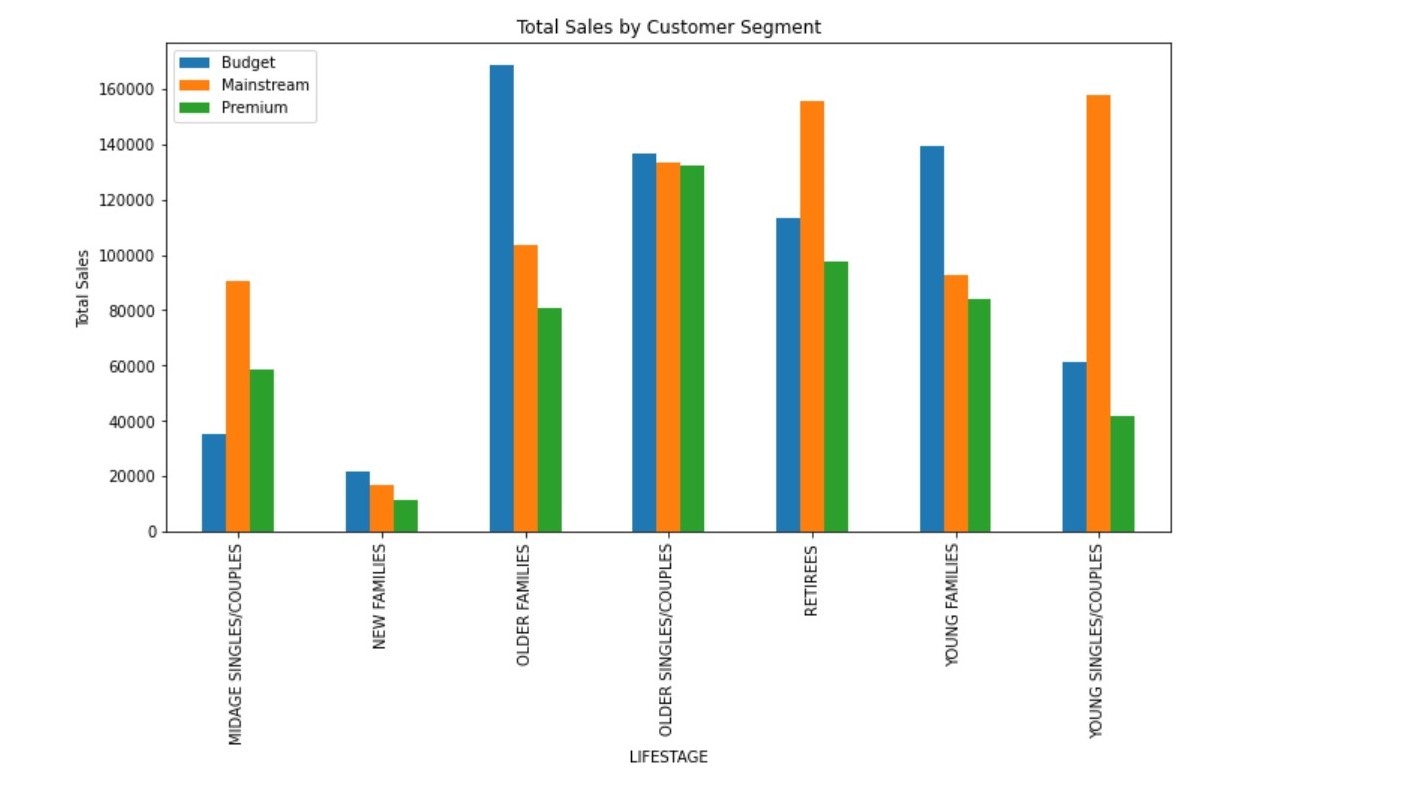 Total Sales by Customer Segment
Budget
Mainstream
Premium
160000
140000
120000
100000
80000
60000
40000
20000
0
Total Sales
MIDAGE SINGLES/COUPLES
NEW FAMILIES
OLDER FAMILIES
OLDER SINGLES/COUPLES
RETIREES
YOUNG FAMILIES
YOUNG SINGLES/COUPLES
LIFESTAGE